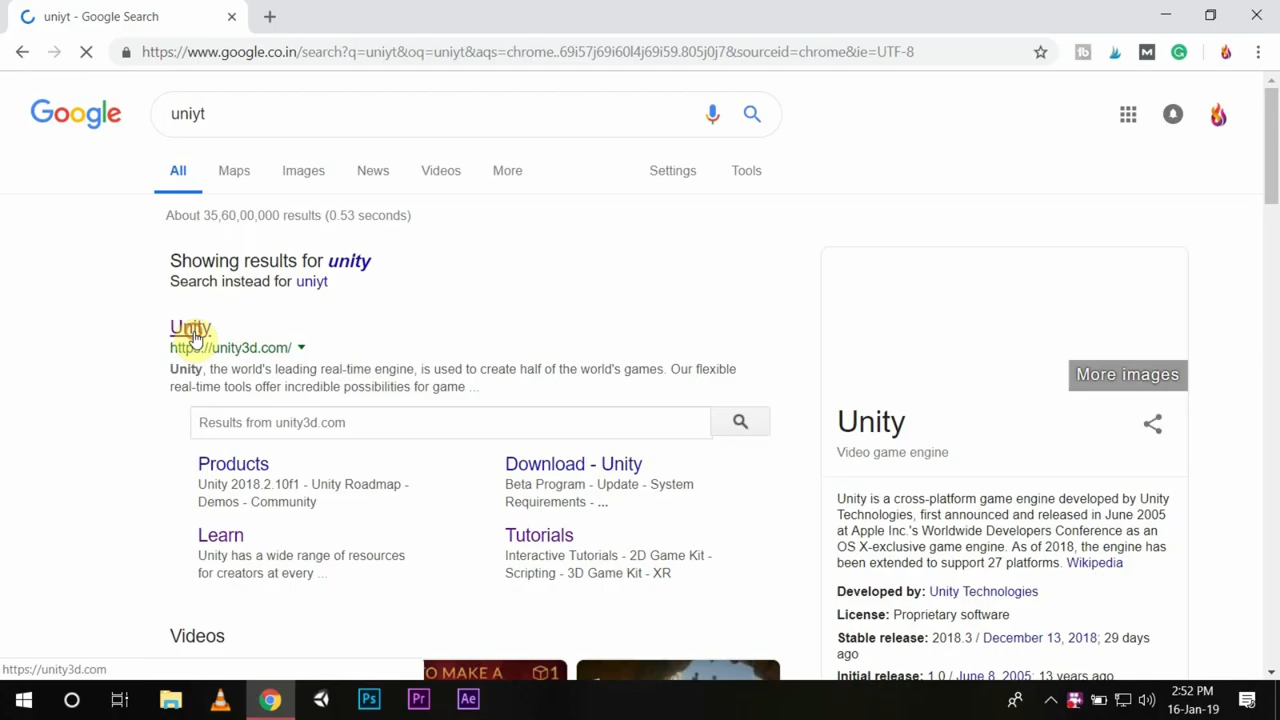 uniyt - Google Search
https://www.google.co.in/search?q=uniyt&oq=uniyt&aqs=chrome..69i57j69i60l4j69i59.805j0j7&sourceid=chrome&ie=UTF-8
Google
uniyt
All Maps Images News Videos More Settings Tools
About 35,60,00,000 results (0.53 seconds)
Showing results for unity
Search instead for uniyt
Unity
https://unity3d.com/
Unity, the world's leading real-time engine, is used to create half of the world's games. Our flexible
real-time tools offer incredible possibilities for game ...
Results from unity3d.com
Products
Unity 2018.2.10f1 - Unity Roadmap -
Demos - Community
Download - Unity
Beta Program - Update - System
Requirements - ...
Learn
Unity has a wide range of resources
for creators at every ...
Tutorials
Interactive Tutorials - 2D Game Kit -
Scripting - 3D Game Kit - XR
Videos
TO MAKE A
1
More images
Unity
Video game engine
Unity is a cross-platform game engine developed by Unity
Technologies, first announced and released in June 2005
at Apple Inc.'s Worldwide Developers Conference as an
OS X-exclusive game engine. As of 2018, the engine has
been extended to support 27 platforms. Wikipedia
Developed by: Unity Technologies
License: Proprietary software
Stable release: 2018.3 / December 13, 2018; 29 days
ago
Initial release: 1.0 / June 8, 2005; 13 years ago
https://unity3d.com
Ps Pr Ae
2:52 PM
16-Jan-19